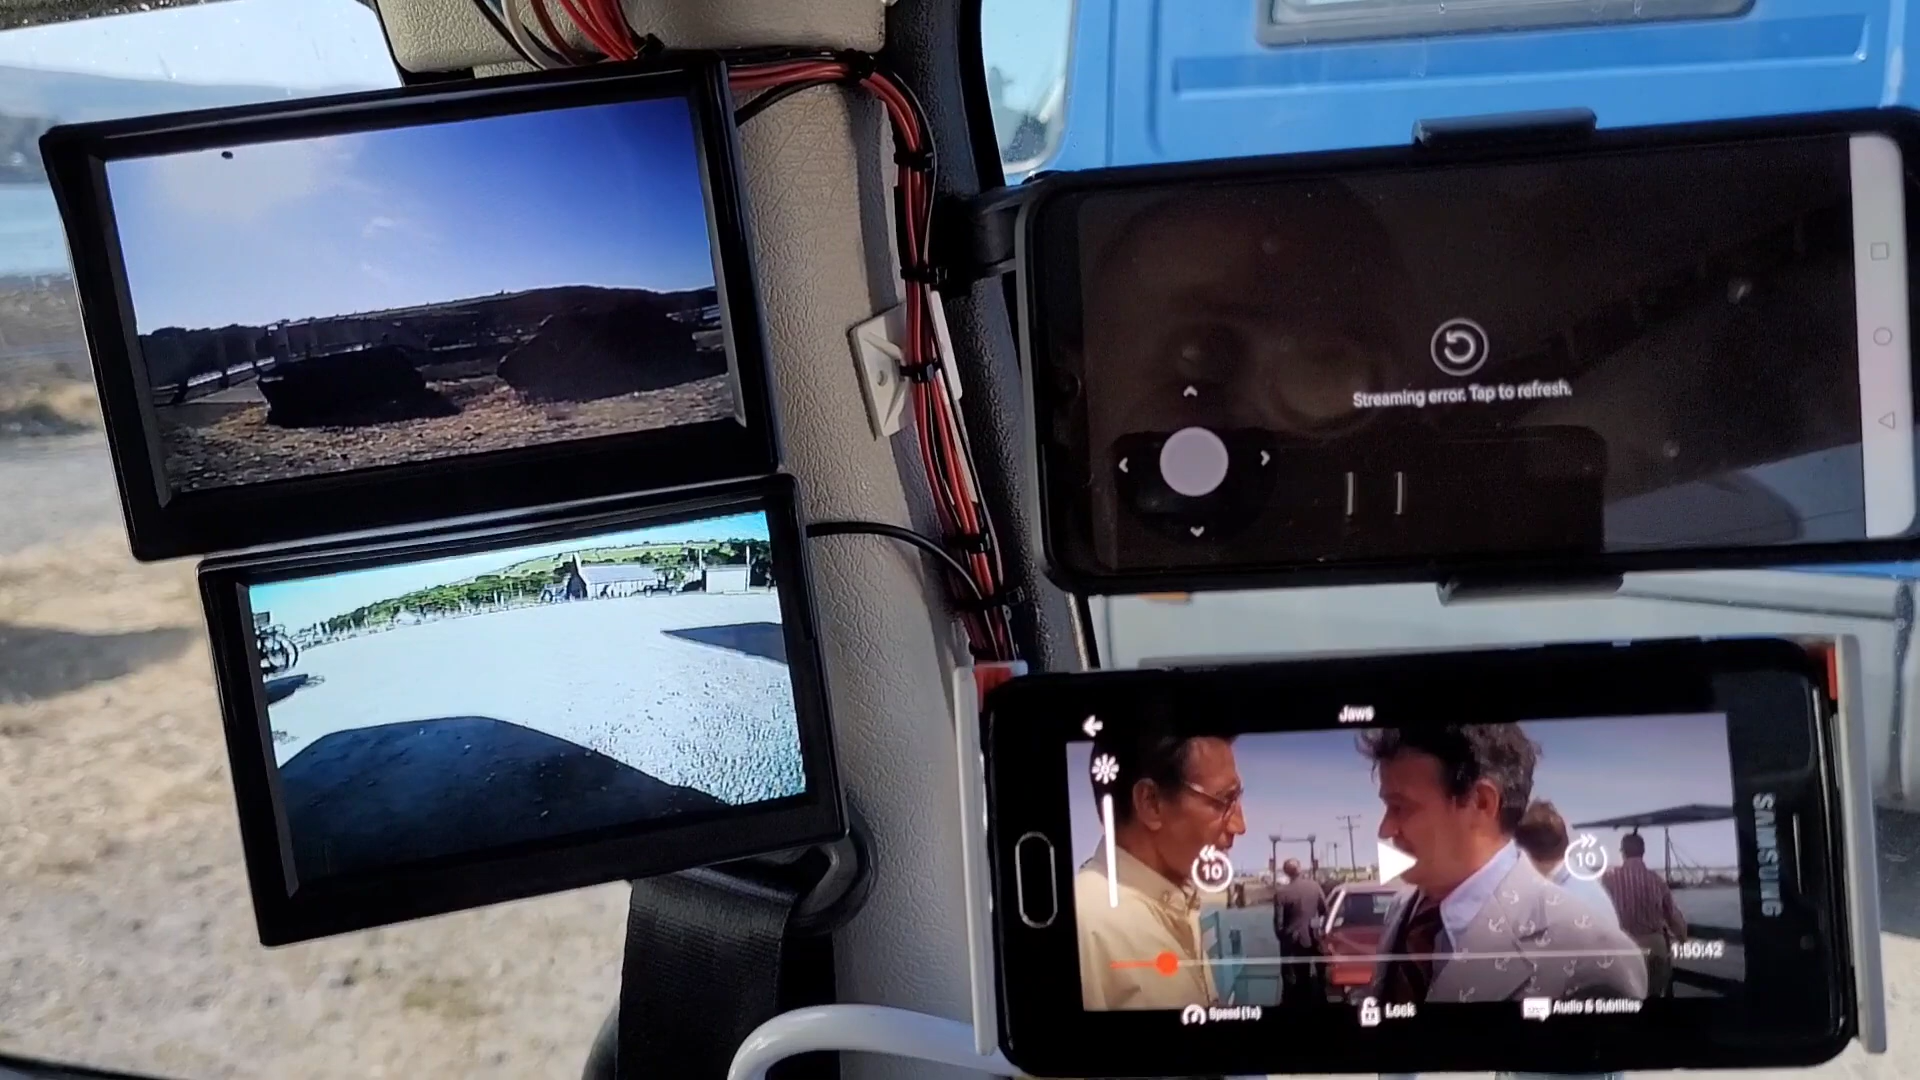 Streaming error. Tap to refresh.
Jaws
10
10
SAMSUNG
1:50:42
Speed (1x)
Lock
Audio & Subtitles